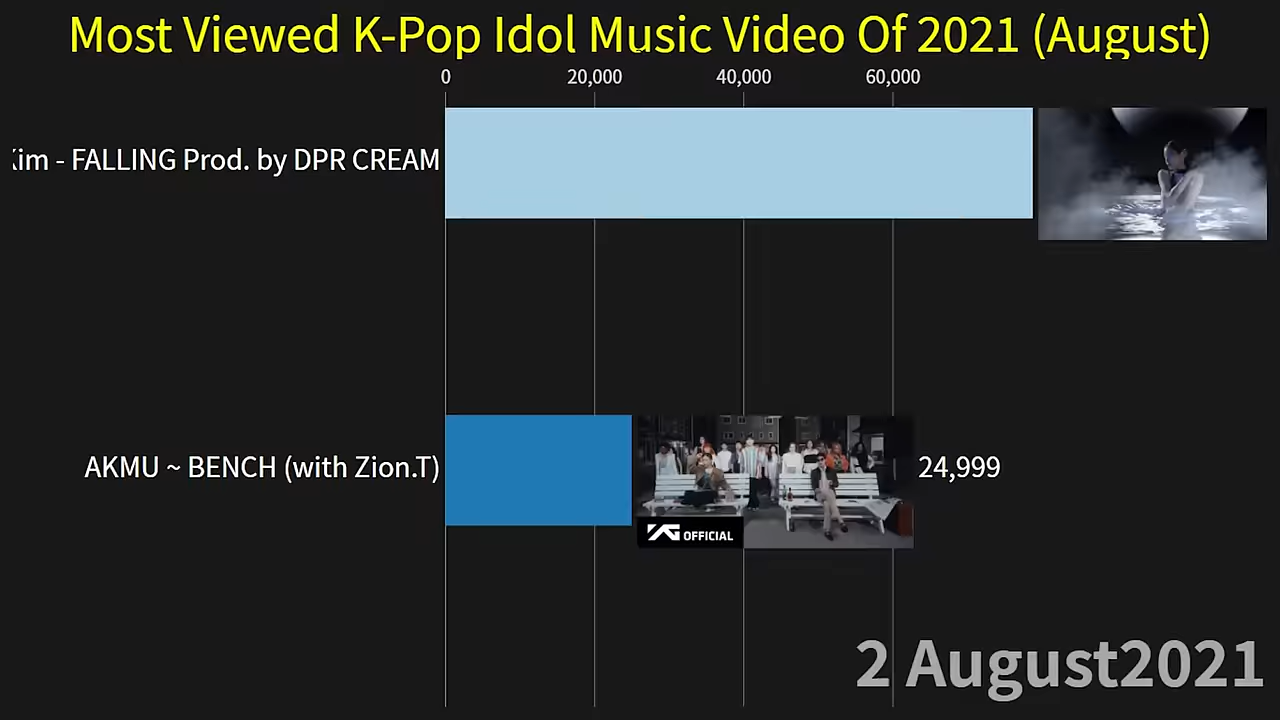 Most Viewed K-Pop Idol Music Video Of 2021 (August)
0 20,000 40,000 60,000
- FALLING Prod. by DPR CREAM
AKMU ~ BENCH (with Zion.T)
24,999
YG OFFICIAL
2 August2021